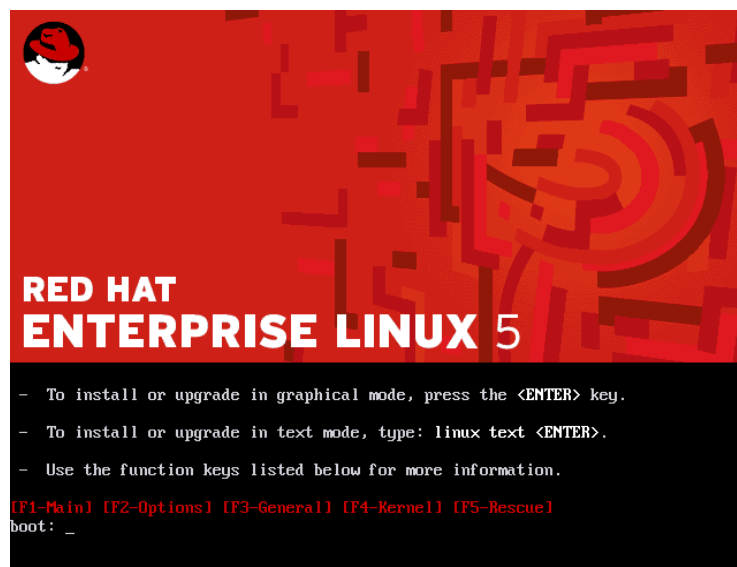 RED HAT
ENTERPRISE LINUX 5
- To install or upgrade in graphical mode, press the <ENTER> key.
- To install or upgrade in text mode, type: linux text <ENTER>.
- Use the function keys listed below for more information.
[F1-Main] [F2-Options] [F3-General] [F4-Kernel] [F5-Rescue]
boot: _